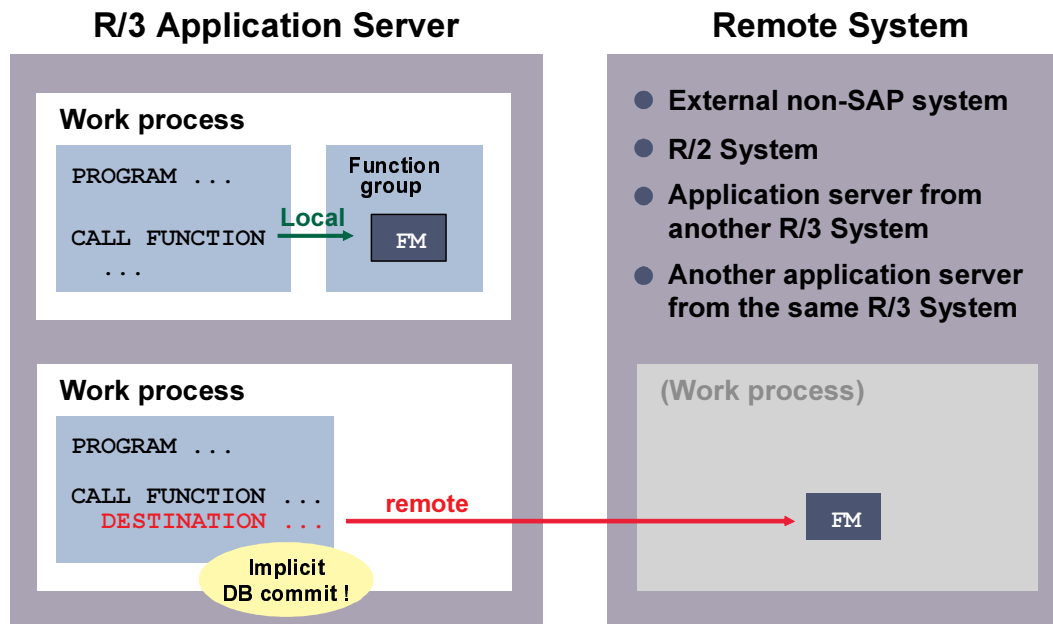 R/3 Application Server
Work process
PROGRAM ...
CALL FUNCTION
...
Local
Function
group
FM
Work process
PROGRAM ...
CALL FUNCTION ...
DESTINATION ...
Implicit
DB commit !
remote
Remote System
External non-SAP system
R/2 System
Application server from
another R/3 System
Another application server
from the same R/3 System
(Work process)
FM